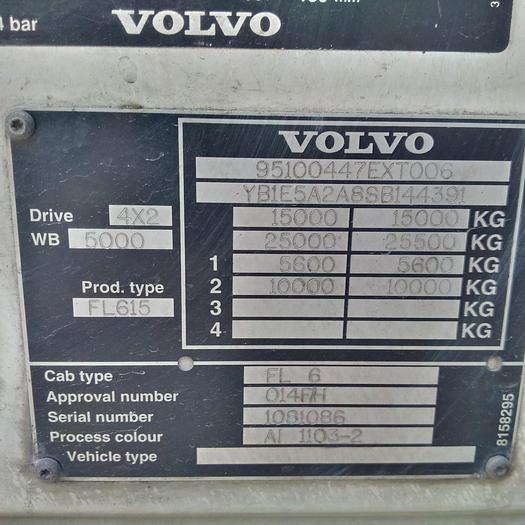 4 bar
VOLVO
VOLVO
95100447EXT006
YB1E5A2A8SB144391
Drive 4X2 15000 15000 KG
WB 5000 25000 25500 KG
1 5600 5600 KG
Prod. type 2 10000 10000 KG
FL615 3 KG
4 KG
Cab type FL 6
Approval number 014FH
Serial number 1081086
Process colour 1103-2
Vehicle type
8158295